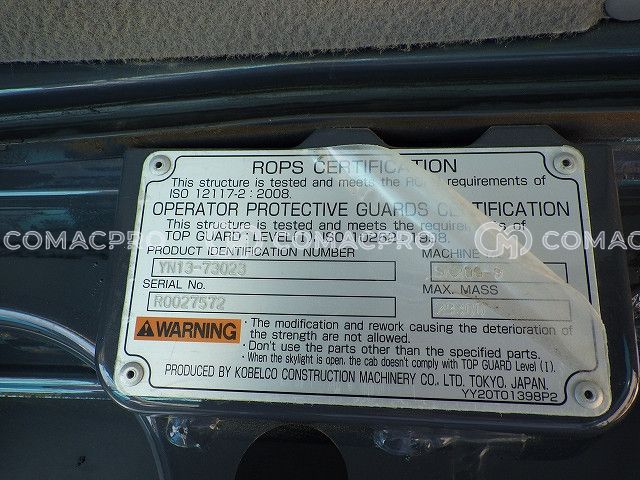 ROPS CERTIFICATION
This structure is tested and meets the ROPS requirements of
ISO 12117-2 : 2008.
OPERATOR PROTECTIVE GUARDS CERTIFICATION
This structure is tested and meets the requirements of
TOP GUARD : LEVEL(I) IN ISO 10262 : 1998.
COMACPRO
CM COMACPRO
PRODUCT IDENTIFICATION NUMBER
MACHINE
YN13-73023
SERIAL No.
MAX. MASS
R0027572
WARNING
· The modification and rework causing the deterioration of
the strength are not allowed.
· Don't use the parts other than the specified parts.
· When the skylight is open, the cab doesn't comply with TOP GUARD Level (I).
PRODUCED BY KOBELCO CONSTRUCTION MACHINERY CO., LTD. TOKYO, JAPAN.
YY20T01398P2